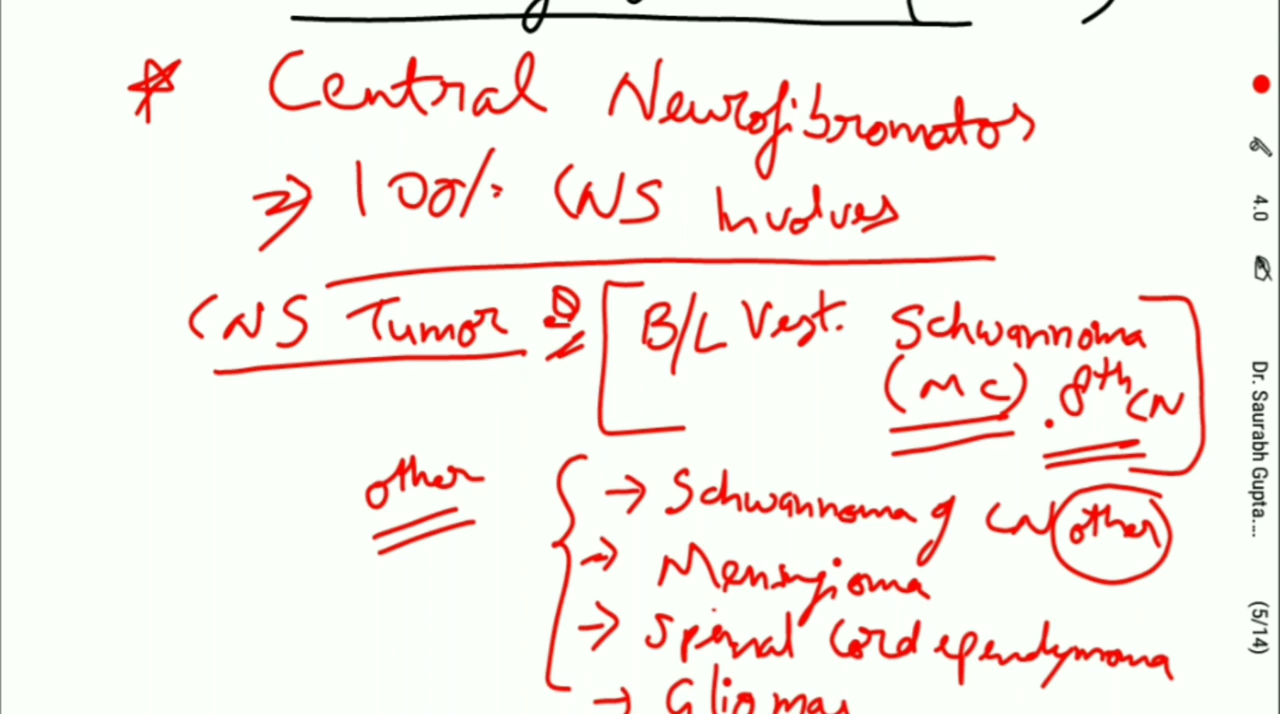 * Central Neurofibromatos
⇒ 100% CNS Involves
CNS Tumor [B/L Vest. Schwannoma
(MC) . 8th CN]
other { → Schwannoma of CN other
→ Meningioma
→ Spinal Cord ependymoma
→ Gliomas
4.0
Dr. Saurabh Gupta...
(5/14)